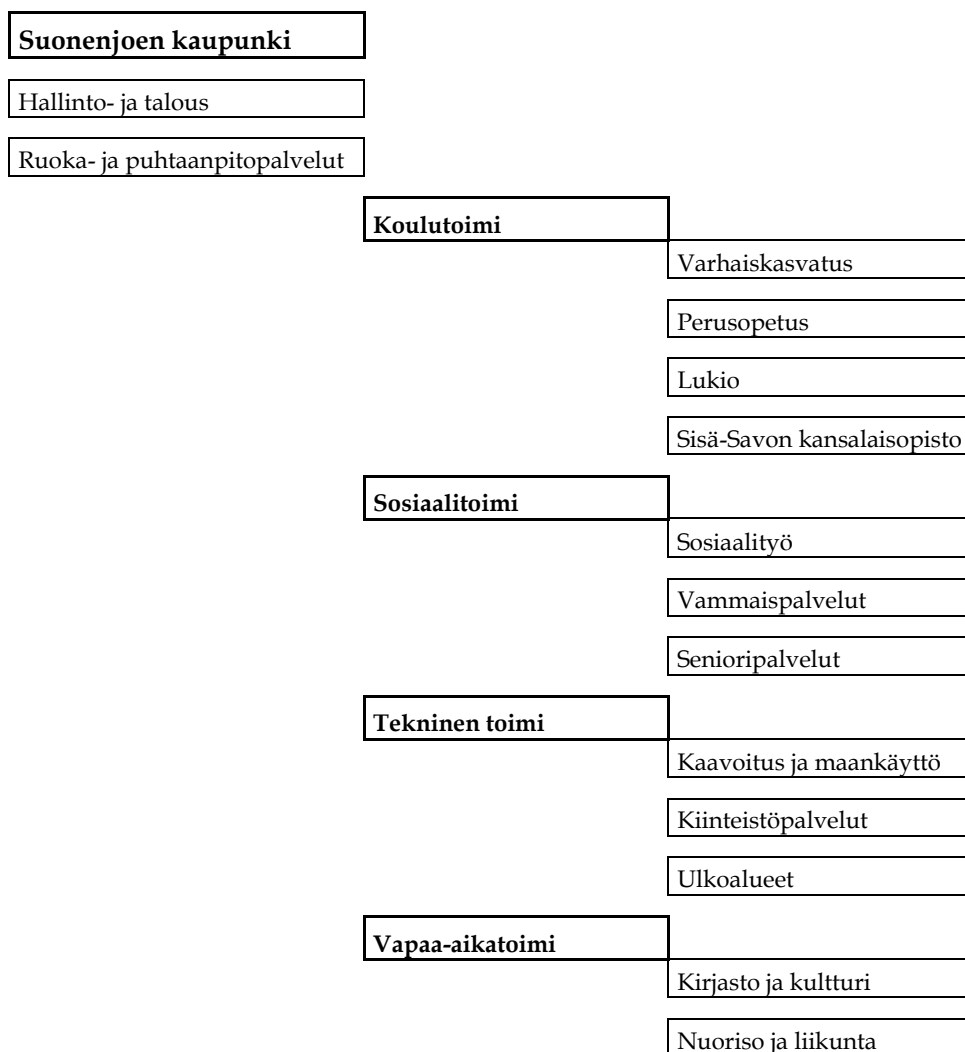 Suonenjoen kaupunki
Hallinto- ja talous
Ruoka- ja puhtaanpitopalvelut
Koulutoimi
Varhaiskasvatus
Perusopetus
Lukio
Sisä-Savon kansalaisopisto
Sosiaalitoimi
Sosiaalityö
Vammaispalvelut
Senioripalvelut
Tekninen toimi
Kaavoitus ja maankäyttö
Kiinteistöpalvelut
Ulkoalueet
Vapaa-aikatoimi
Kirjasto ja kultturi
Nuoriso ja liikunta